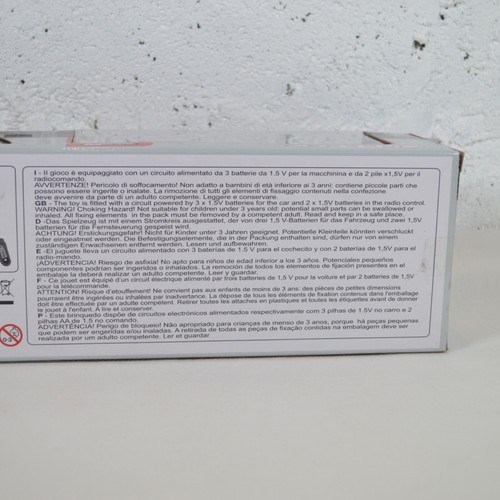 I - Il gioco è equipaggiato con un circuito alimentato da 3 batterie da 1.5 V per la macchinina e da 2 pile x1,5V per il
radiocomando.
AVVERTENZE! Pericolo di soffocamento! Non adatto a bambini di età inferiore ai 3 anni: contiene piccole parti che
possono essere ingerite o inalate. La rimozione di tutti gli elementi di fissaggio contenuti nella confezione
deve avvenire da parte di un adulto. Leggere e conservare.
GB - The toy is fitted with a circuit powered by 3 x 1.5V batteries for the car and 2 x 1.5V batteries in the radio control.
WARNING! Choking Hazard! Not suitable for children under 3 years old: potential small parts may be swallowed or
inhaled. All fixing elements in the pack must be removed by a competent adult. Read and keep in a safe place.
D -Das Spielzeug ist mit einem Stromkreis ausgestattet, der von 3, 1.5V-Batterien für das Fahrzeug und zwei 1,5V
batterien für die Fernsteuerung gespeist wird.
ACHTUNG! Erstickungsgefahr! Nicht für Kinder unter 3 Jahren geeignet. Potentielle Kleinteile könnten verschluckt
oder eingeatmet werden. Die Befestigungselemente, die in der Packung enthalten sind, dürfen nur von einem
zuständigen Erwachsenen entfernt werden. Lesen und aufbewahren.
E -El juguete lleva un circuito alimentado con 3 baterías de 1.5 V para el cochecito y con 2 baterías de 1,5V para el
radio-mando.
¡ADVERTENCIA! Riesgo de asfixia! No apto para niños de edad inferior a los 3 años. Potenciales pequeños
componentes podrían ser ingeridos o inhalados. La remoción de todos los elementos de fijación presentes en el
embalaje la deberá realizar un adulto competente. Leer y guardar.
F - Ce jouet est équipé d'un circuit électrique alimenté par trois batteries de 1,5 V pour la voiture et par 2 batteries de 1,5V
pour la télécommande.
ATTENTION! Risque d'étouffement! Ne convient pas aux enfants de moins de 3 ans. des pièces de petites dimensions
pourraient être ingérées ou inhalées par inadvertance. La dépose de tous les éléments de fixation contenus dans l'emballage
doit être effectuée par un adulte compétent. Retirer toutes les attaches en plastiques et toutes les étiquettes avant de donner
le jouet à l'enfant. A lire et conserver.
P - Este brinquedo dispõe de circuitos electrónicos alimentados respectivamente com 3 pilhas de 1.5V no carro e 2
pilhas AA de 1.5 no comando.
ADVERTÊNCIA! Perigo de bloqueio! Não apropriado para crianças de menso de 3 anos, porque há peças pequenas
que podem ser engeridas e/ou inaladas. A retirada de todas as peças de fixação contidas na embalagem deve ser
realizada por um adulto competente. Ler et guardar.
0-3